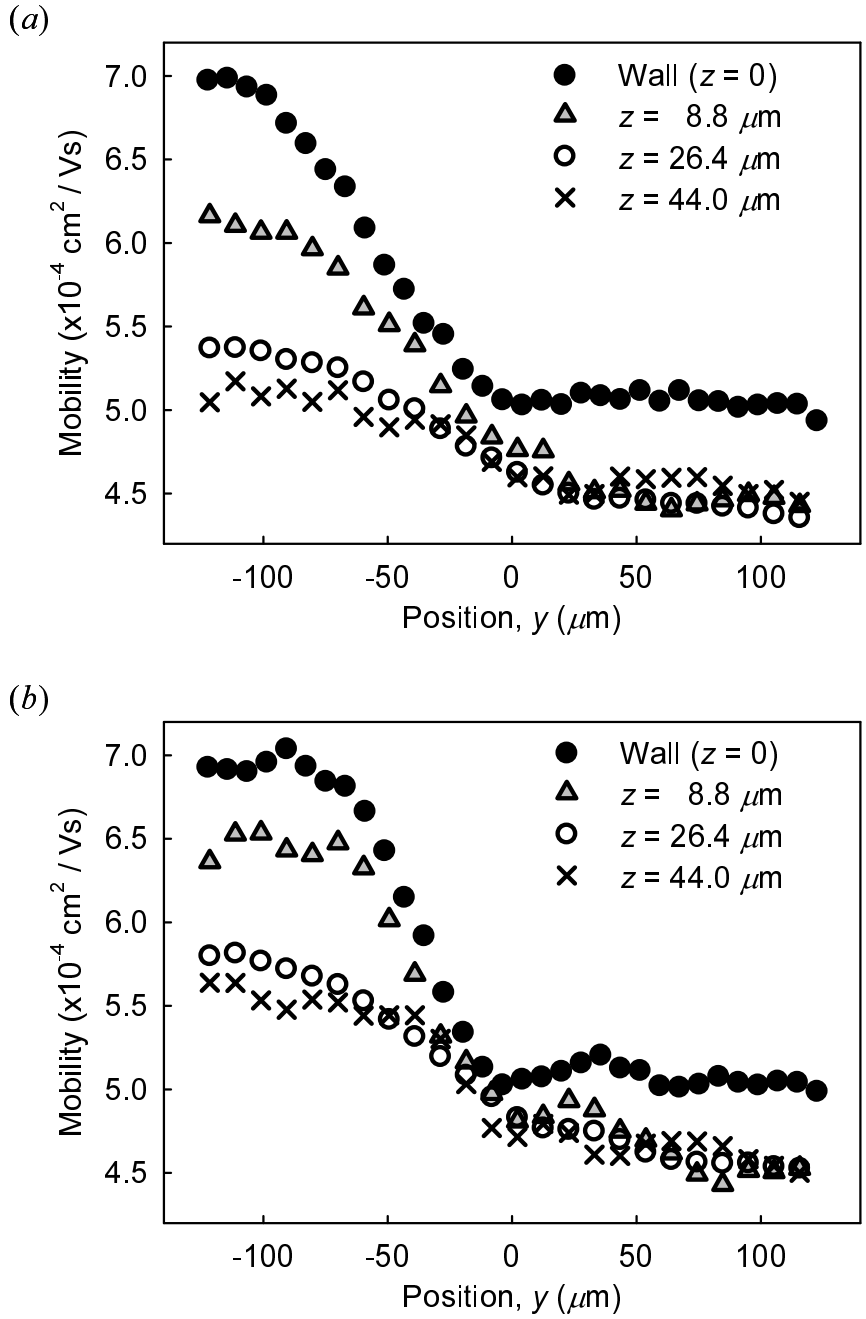 (a)
7.0
6.5
6.0
5.5
5.0
4.5
Mobility (x10⁻⁴ cm² / Vs)
Wall (z = 0)
z = 8.8 μm
z = 26.4 μm
z = 44.0 μm
-100 -50 0 50 100
Position, y (μm)
(b)
7.0
6.5
6.0
5.5
5.0
4.5
Mobility (x10⁻⁴ cm² / Vs)
Wall (z = 0)
z = 8.8 μm
z = 26.4 μm
z = 44.0 μm
-100 -50 0 50 100
Position, y (μm)